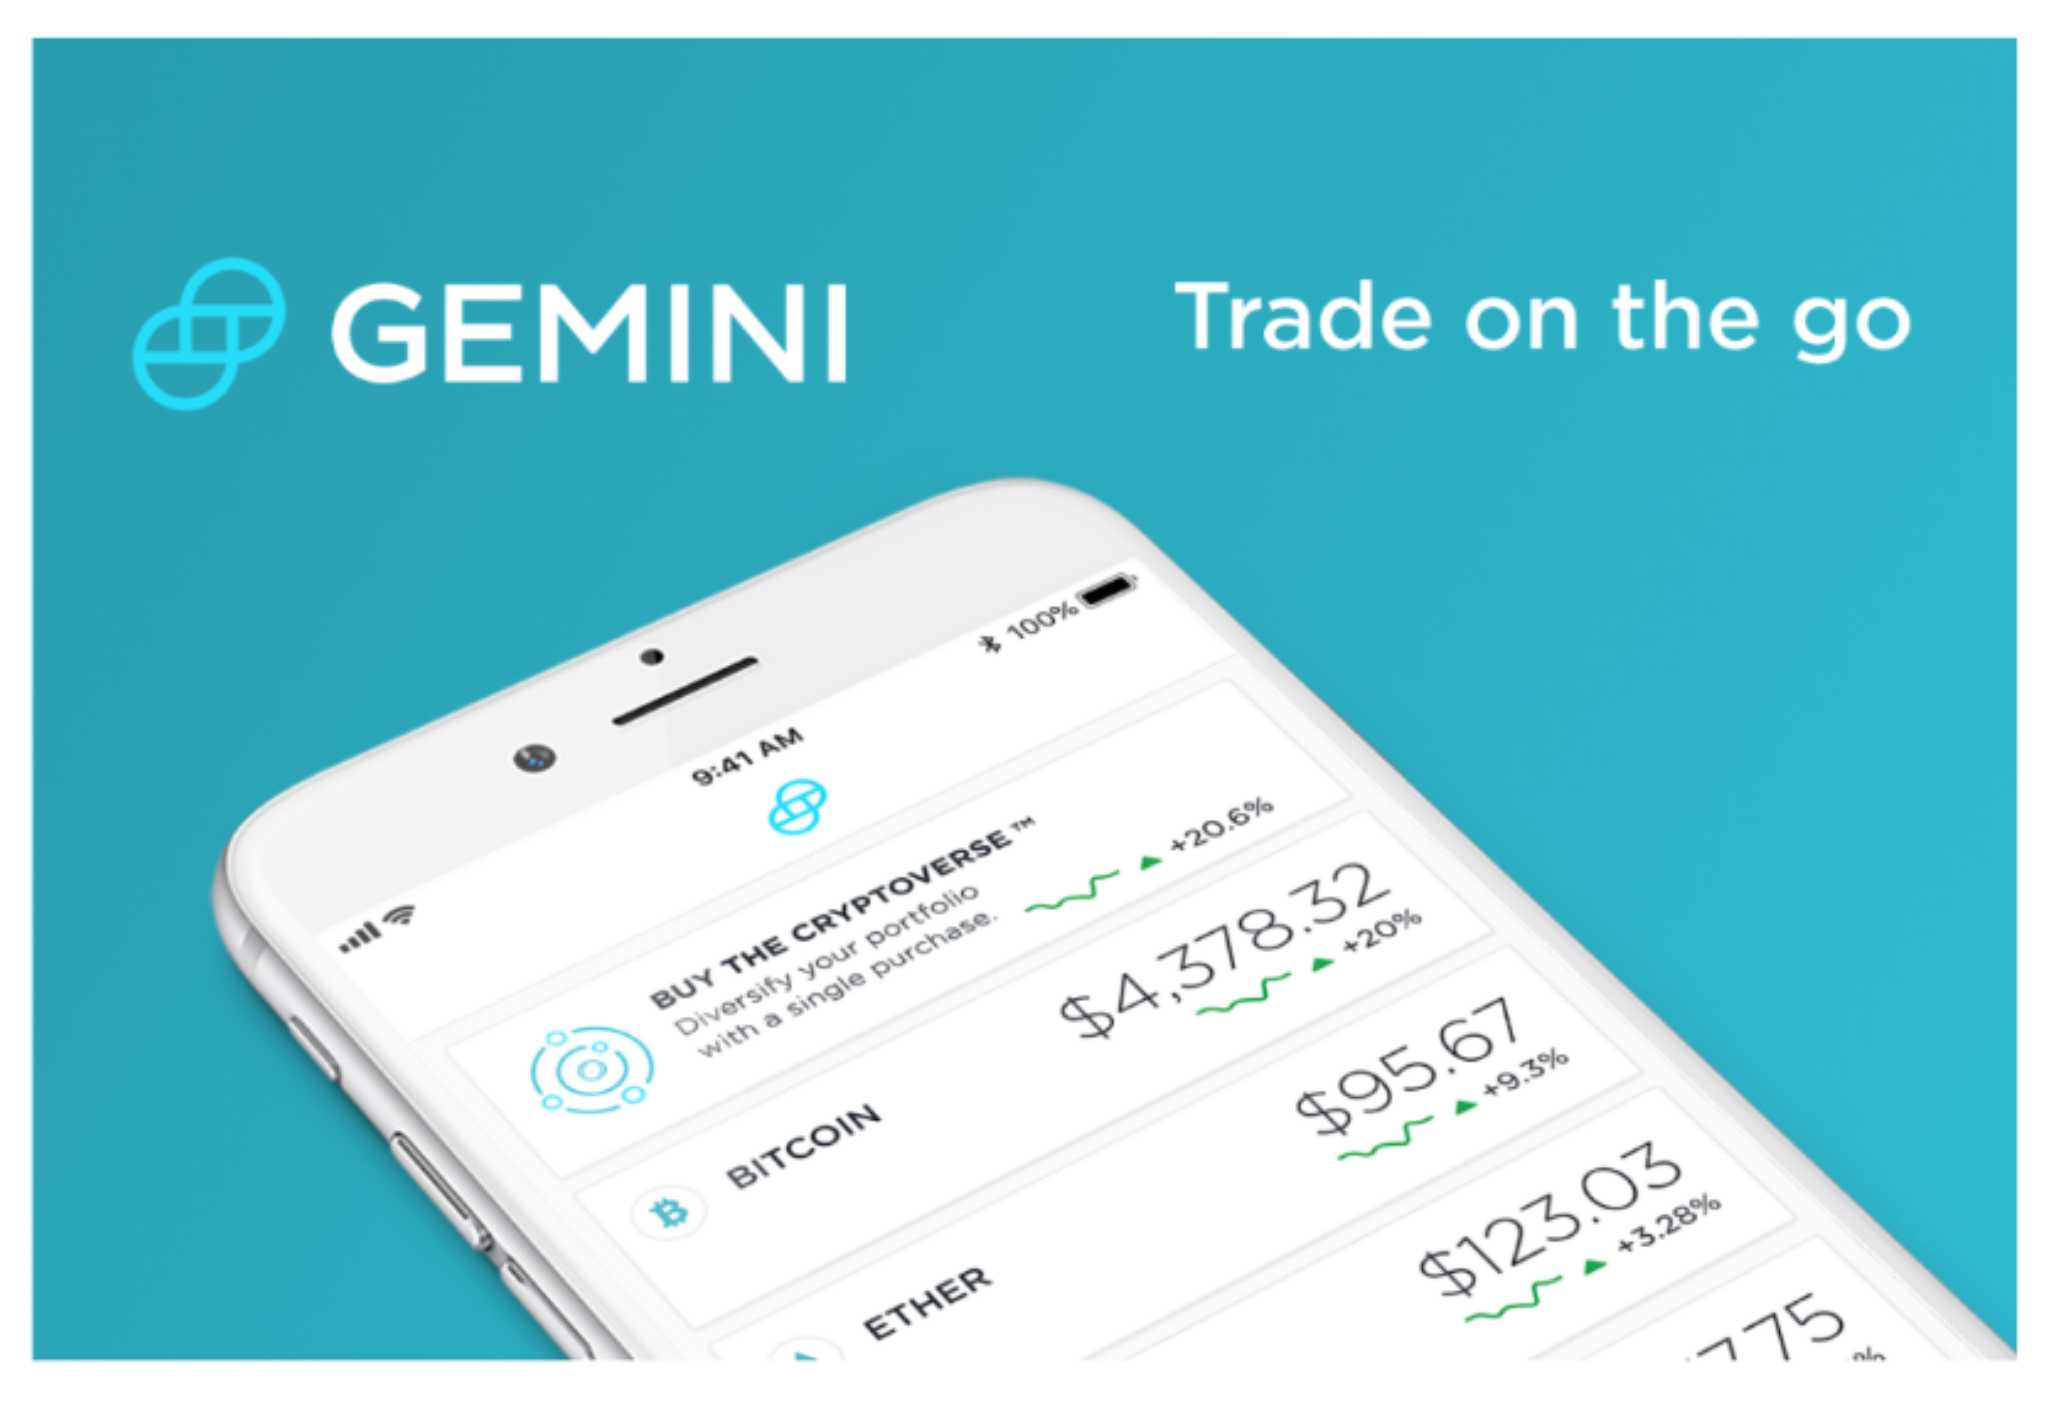 GEMINI
Trade on the go
9:41 AM
100%
BUY THE CRYPTOVERSE™
Diversify your portfolio
with a single purchase.
+20.6%
BITCOIN
$4,378.32
+20%
ETHER
$95.67
+9.3%
$123.03
+3.28%